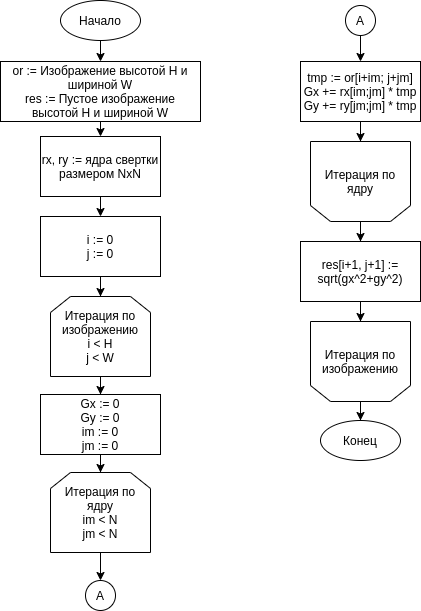 Начало
or := Изображение высотой H и
шириной W
res := Пустое изображение
высотой H и шириной W
rx, ry := ядра свертки
размером NxN
i := 0
j := 0
Итерация по
изображению
i < H
j < W
Gx := 0
Gy := 0
im := 0
jm := 0
Итерация по
ядру
im < N
jm < N
A
A
tmp := or[i+im; j+jm]
Gx += rx[im;jm] * tmp
Gy += ry[jm;jm] * tmp
Итерация по
ядру
res[i+1, j+1] :=
sqrt(gx^2+gy^2)
Итерация по
изображению
Конец